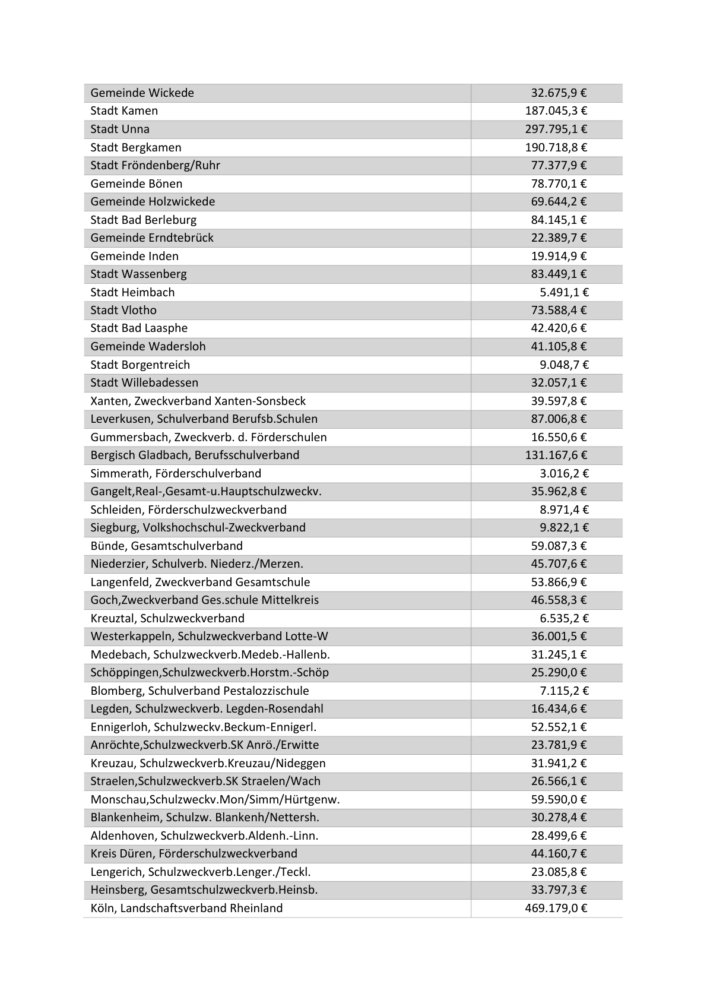 Gemeinde Wickede 32.675,9 €
Stadt Kamen 187.045,3 €
Stadt Unna 297.795,1 €
Stadt Bergkamen 190.718,8 €
Stadt Fröndenberg/Ruhr 77.377,9 €
Gemeinde Bönen 78.770,1 €
Gemeinde Holzwickede 69.644,2 €
Stadt Bad Berleburg 84.145,1 €
Gemeinde Erndtebrück 22.389,7 €
Gemeinde Inden 19.914,9 €
Stadt Wassenberg 83.449,1 €
Stadt Heimbach 5.491,1 €
Stadt Vlotho 73.588,4 €
Stadt Bad Laasphe 42.420,6 €
Gemeinde Wadersloh 41.105,8 €
Stadt Borgentreich 9.048,7 €
Stadt Willebadessen 32.057,1 €
Xanten, Zweckverband Xanten-Sonsbeck 39.597,8 €
Leverkusen, Schulverband Berufsb.Schulen 87.006,8 €
Gummersbach, Zweckverb. d. Förderschulen 16.550,6 €
Bergisch Gladbach, Berufsschulverband 131.167,6 €
Simmerath, Förderschulverband 3.016,2 €
Gangelt,Real-,Gesamt-u.Hauptschulzweckv. 35.962,8 €
Schleiden, Förderschulzweckverband 8.971,4 €
Siegburg, Volkshochschul-Zweckverband 9.822,1 €
Bünde, Gesamtschulverband 59.087,3 €
Niederzier, Schulverb. Niederz./Merzen. 45.707,6 €
Langenfeld, Zweckverband Gesamtschule 53.866,9 €
Goch,Zweckverband Ges.schule Mittelkreis 46.558,3 €
Kreuztal, Schulzweckverband 6.535,2 €
Westerkappeln, Schulzweckverband Lotte-W 36.001,5 €
Medebach, Schulzweckverb.Medeb.-Hallenb. 31.245,1 €
Schöppingen,Schulzweckverb.Horstm.-Schöp 25.290,0 €
Blomberg, Schulverband Pestalozzischule 7.115,2 €
Legden, Schulzweckverb. Legden-Rosendahl 16.434,6 €
Ennigerloh, Schulzweckv.Beckum-Ennigerl. 52.552,1 €
Anröchte,Schulzweckverb.SK Anrö./Erwitte 23.781,9 €
Kreuzau, Schulzweckverb.Kreuzau/Nideggen 31.941,2 €
Straelen,Schulzweckverb.SK Straelen/Wach 26.566,1 €
Monschau,Schulzweckv.Mon/Simm/Hürtgenw. 59.590,0 €
Blankenheim, Schulzw. Blankenh/Nettersh. 30.278,4 €
Aldenhoven, Schulzweckverb.Aldenh.-Linn. 28.499,6 €
Kreis Düren, Förderschulzweckverband 44.160,7 €
Lengerich, Schulzweckverb.Lenger./Teckl. 23.085,8 €
Heinsberg, Gesamtschulzweckverb.Heinsb. 33.797,3 €
Köln, Landschaftsverband Rheinland 469.179,0 €